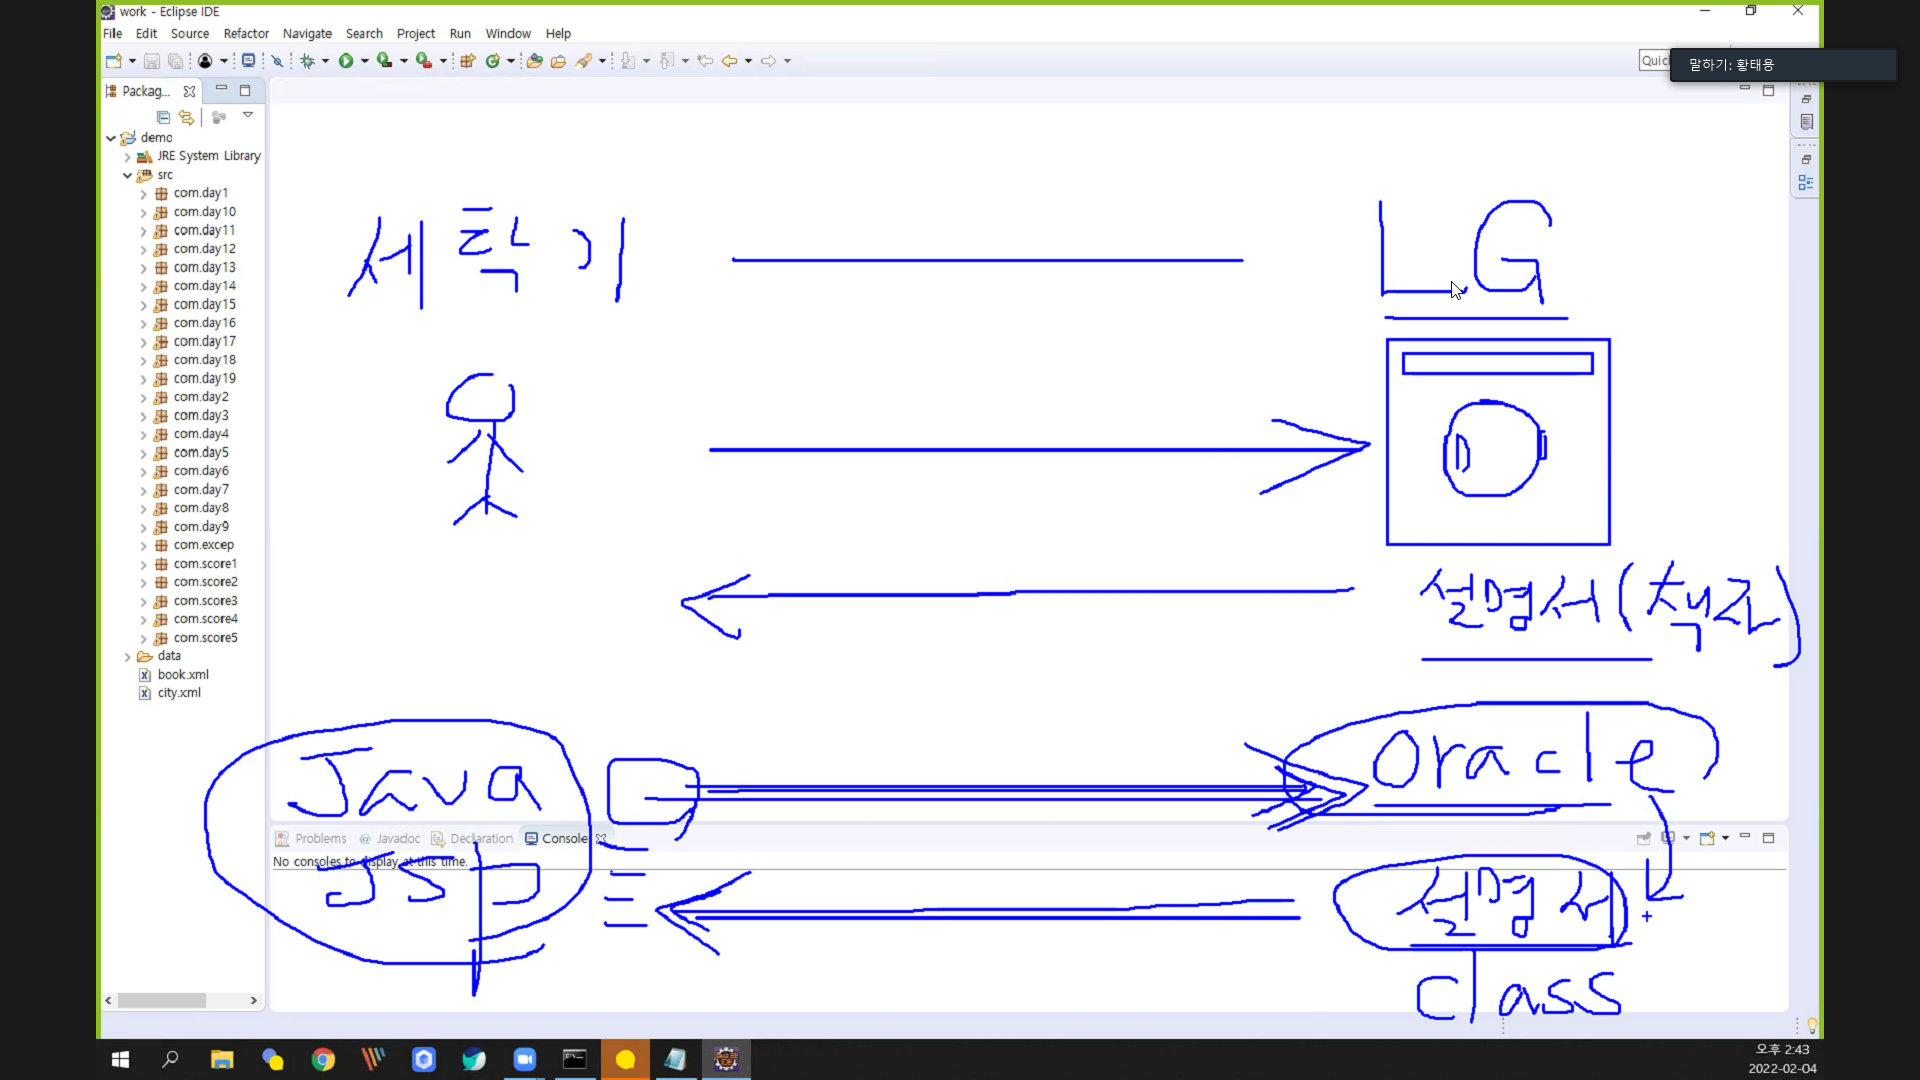 work - Eclipse IDE
File Edit Source Refactor Navigate Search Project Run Window Help
Quic
말하기: 황태용
Packag...
demo
JRE System Library
src
com.day1
com.day10
com.day11
com.day12
com.day13
com.day14
com.day15
com.day16
com.day17
com.day18
com.day19
com.day2
com.day3
com.day4
com.day5
com.day6
com.day7
com.day8
com.day9
com.excep
com.score1
com.score2
com.score3
com.score4
com.score5
data
book.xml
city.xml
세탁기 LG
설명서(책자)
Java Oracle
Problems Javadoc Declaration Console
No consoles to display at this time.
JSP 설명서
class
오후 2:43
2022-02-04